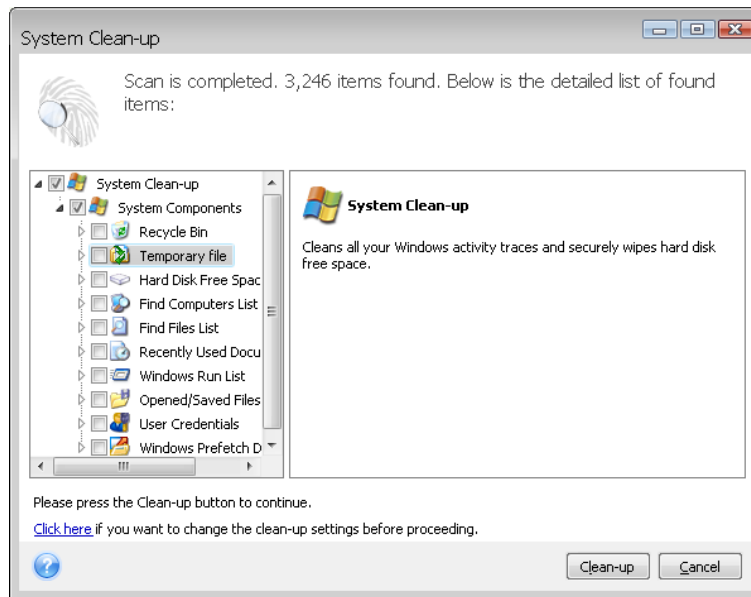 System Clean-up
Scan is completed. 3,246 items found. Below is the detailed list of found
items:
System Clean-up
System Components
Recycle Bin
Temporary file
Hard Disk Free Spac
Find Computers List
Find Files List
Recently Used Docu
Windows Run List
Opened/Saved Files
User Credentials
Windows Prefetch D
System Clean-up
Cleans all your Windows activity traces and securely wipes hard disk
free space.
Please press the Clean-up button to continue.
Click here if you want to change the clean-up settings before proceeding.
Clean-up
Cancel